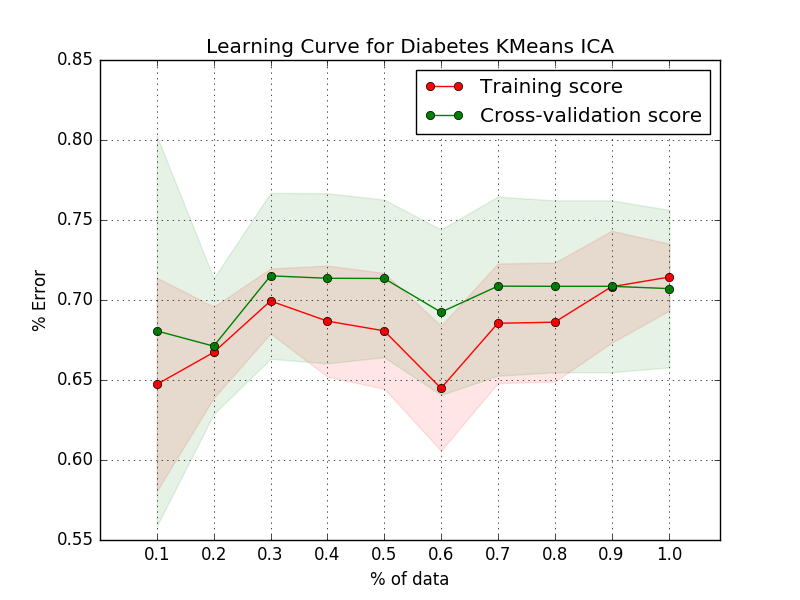 Learning Curve for Diabetes KMeans ICA
Training score
Cross-validation score
0.85
0.80
0.75
0.70
0.65
0.60
0.55
% Error
0.1 0.2 0.3 0.4 0.5 0.6 0.7 0.8 0.9 1.0
% of data